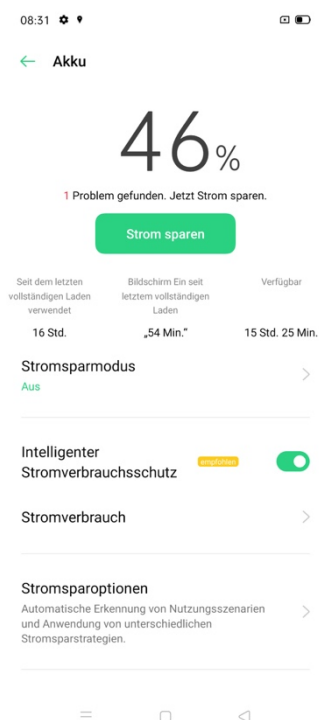 08:31
Akku
46%
1 Problem gefunden. Jetzt Strom sparen.
Strom sparen
Seit dem letzten
vollständigen Laden
verwendet
16 Std.
Bildschirm Ein seit
letztem vollständigen
Laden
„54 Min.“
Verfügbar
15 Std. 25 Min.
Stromsparmodus
Aus
Intelligenter
Stromverbrauchsschutz
empfohlen
Stromverbrauch
Stromsparoptionen
Automatische Erkennung von Nutzungsszenarien
und Anwendung von unterschiedlichen
Stromsparstrategien.